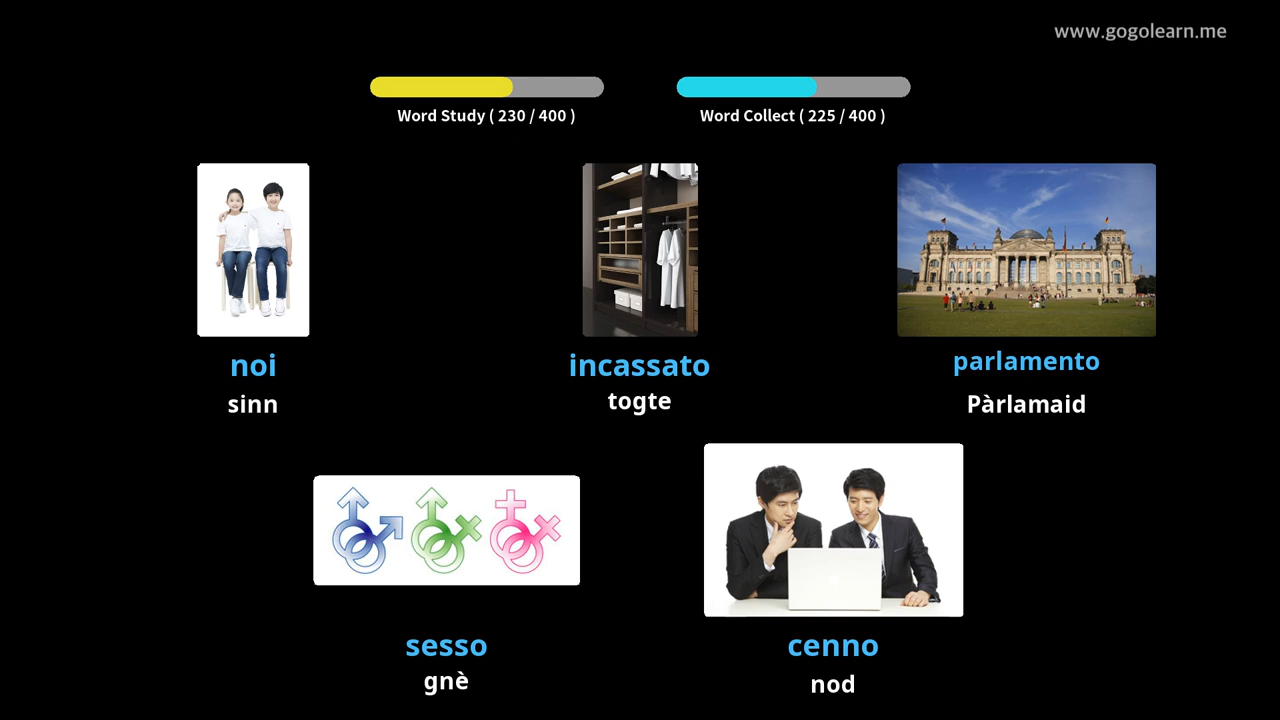 www.gogolearn.me
Word Study ( 230 / 400 )
Word Collect ( 225 / 400 )
noi
sinn
incassato
togte
parlamento
Pàrlamaid
sesso
gnè
cenno
nod